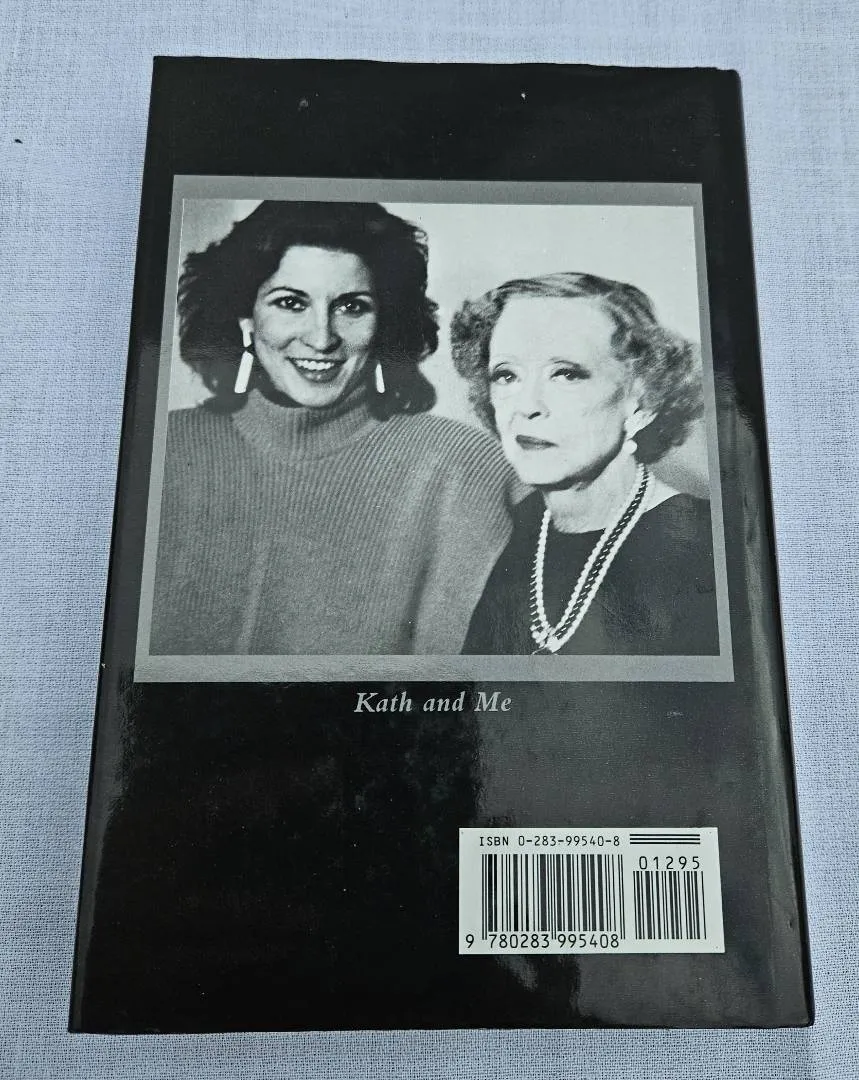 Kath and Me
ISBN 0-283-99540-8
01295
9 780283 995408